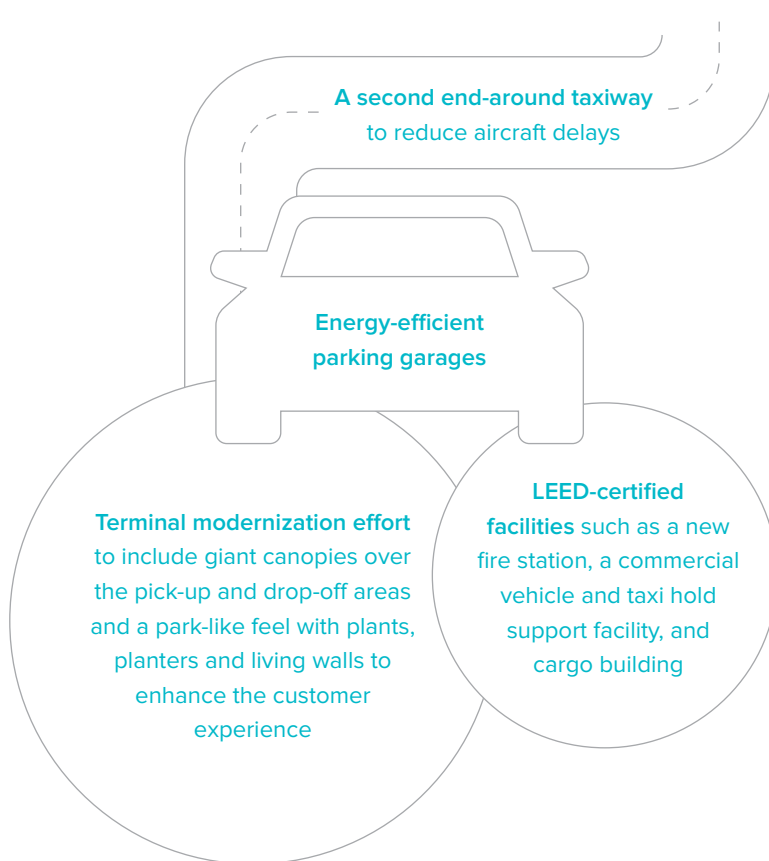 A second end-around taxiway
to reduce aircraft delays
Energy-efficient
parking garages
Terminal modernization effort
to include giant canopies over
the pick-up and drop-off areas
and a park-like feel with plants,
planters and living walls to
enhance the customer
experience
LEED-certified
facilities such as a new
fire station, a commercial
vehicle and taxi hold
support facility, and
cargo building